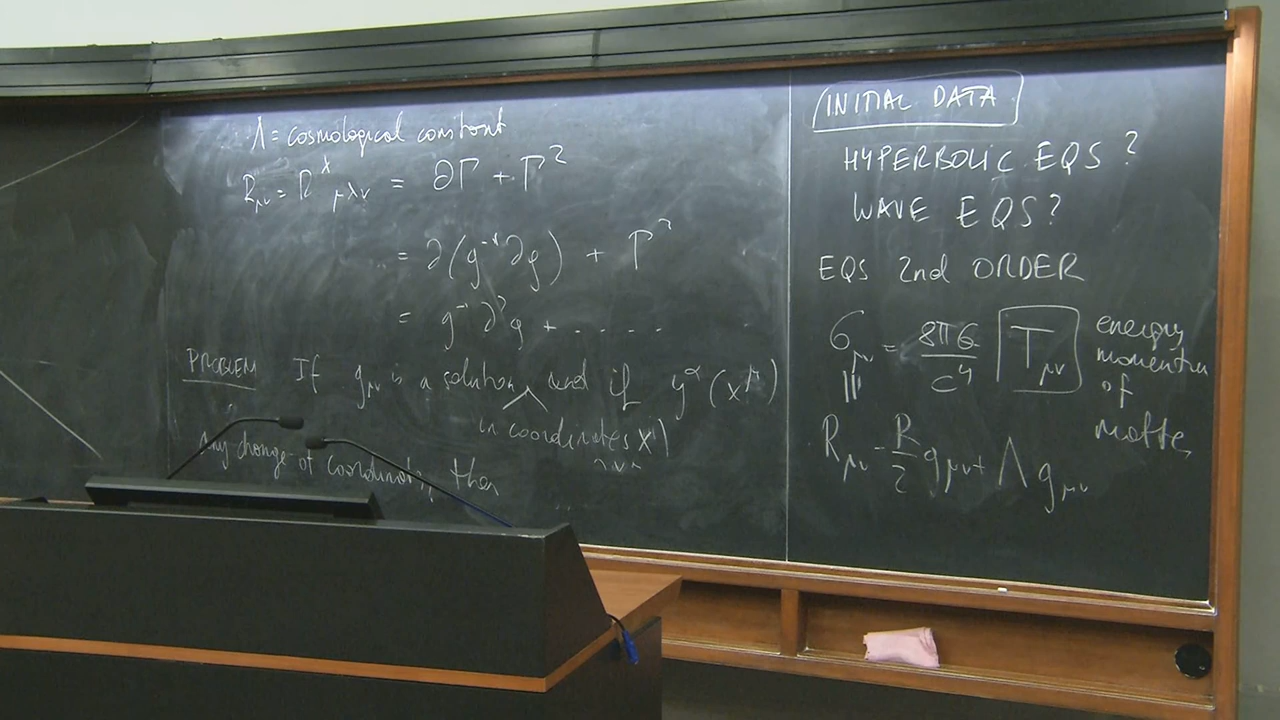 Λ = cosmological constant
R_μν = R^λ_μλν = ∂Γ + Γ²
= ∂(g⁻¹∂g) + Γ²
= g⁻¹∂²g + . . . . .
PROBLEM If g_μν is a solution and if y^α(x^μ)
in coordinates x)
any change of coordinates, then
INITIAL DATA
HYPERBOLIC EQS?
WAVE EQS?
EQS 2nd ORDER
G_μν = 8πG/c⁴ T_μν energy
momentum
of
matter
||
R_μν - R/2 g_μν + Λ g_μν